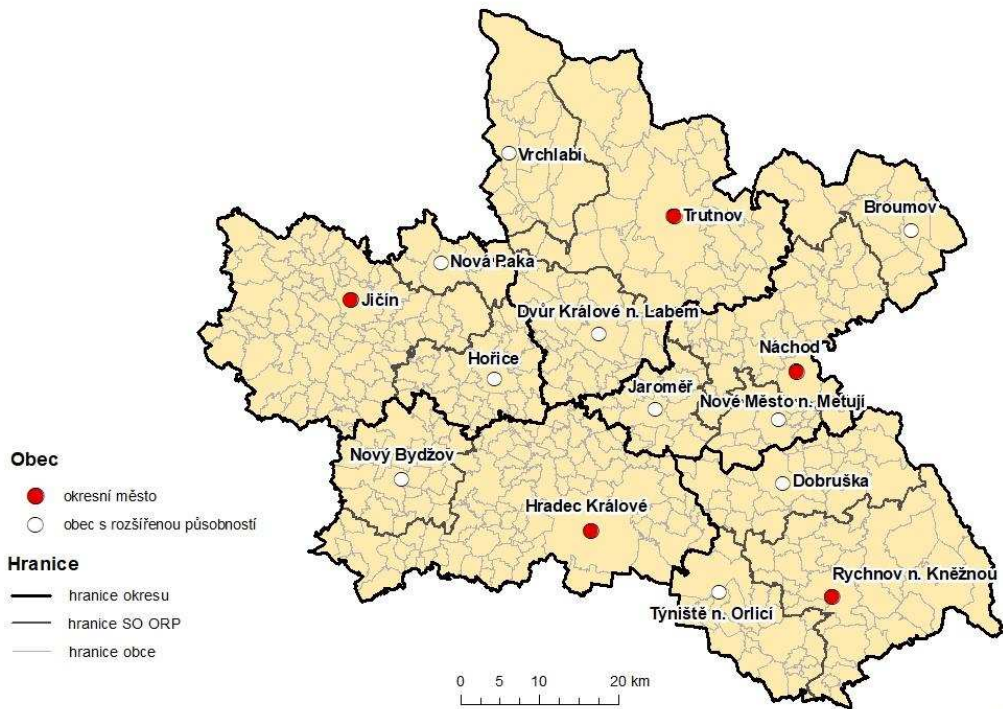 Vrchlabí
Trutnov
Broumov
Nová Paka
Jičín
Dvůr Králové n. Labem
Hořice
Náchod
Jaroměř
Nové Město n. Metují
Nový Bydžov
Dobruška
Hradec Králové
Rychnov n. Kněžnou
Týniště n. Orlicí
Obec
okresní město
obec s rozšířenou působností
Hranice
hranice okresu
hranice SO ORP
hranice obce
0 5 10 20 km